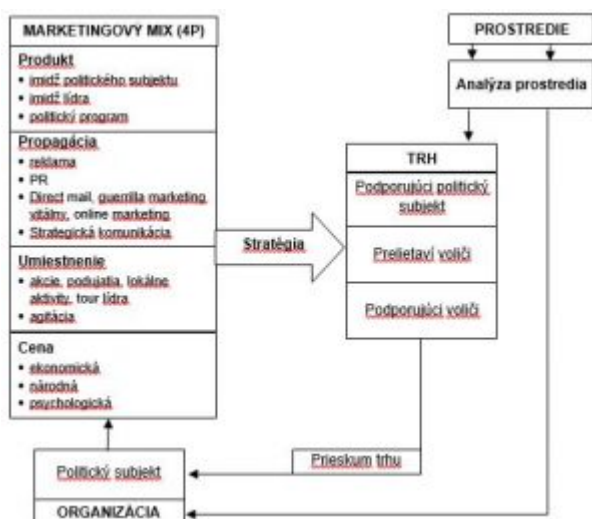 MARKETINGOVÝ MIX (4P)
Produkt
• imidž politického subjektu
• imidž lídra
• politický program
Propagácia
• reklama
• PR
• Direct mail, guerrilla marketing
vitálny, online marketing
• Strategická komunikácia
Umiestnenie
• akcie, podujatia, lokálne
aktivity, tour lídra
• agitácia
Cena
• ekonomická
• národná
• psychologická
Politický subjekt
ORGANIZÁCIA
Stratégia
PROSTREDIE
Analýza prostredia
TRH
Podporujúci politický
subjekt
Prelietaví voliči
Podporujúci voliči
Prieskum trhu